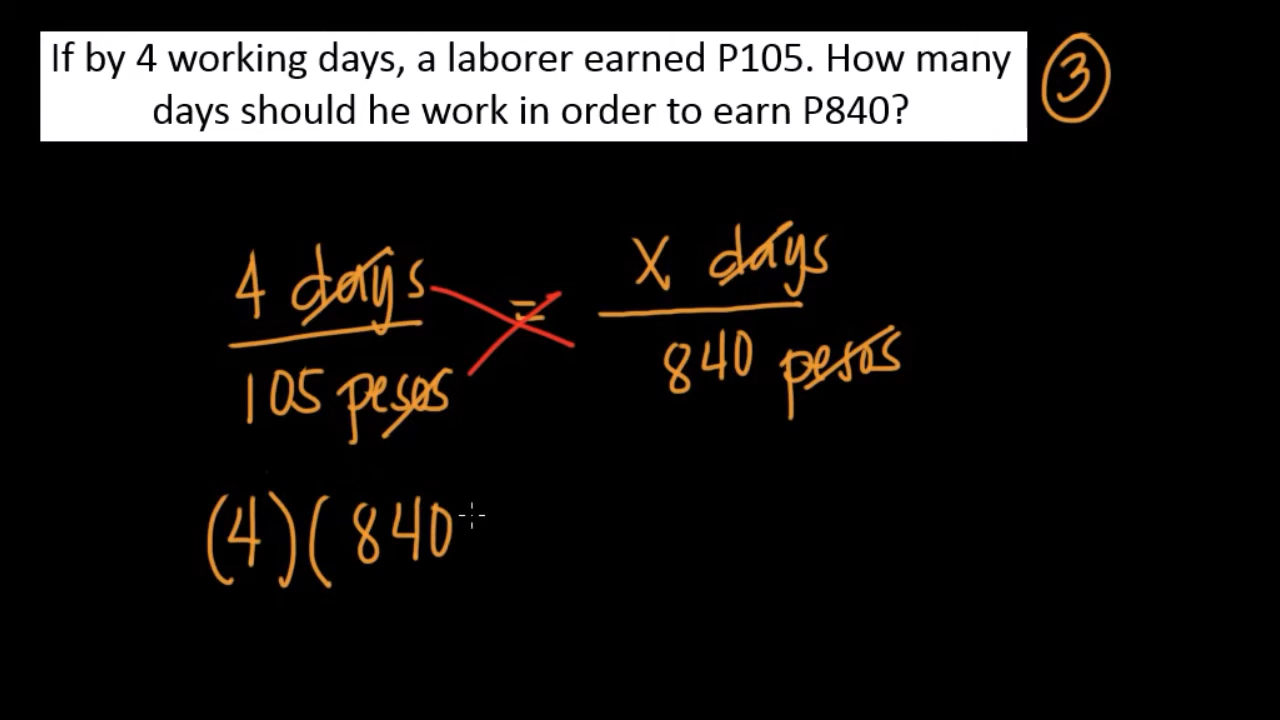 If by 4 working days, a laborer earned P105. How many
days should he work in order to earn P840?
3
4 days = x days
105 pesos 840 pesos
(4)(840